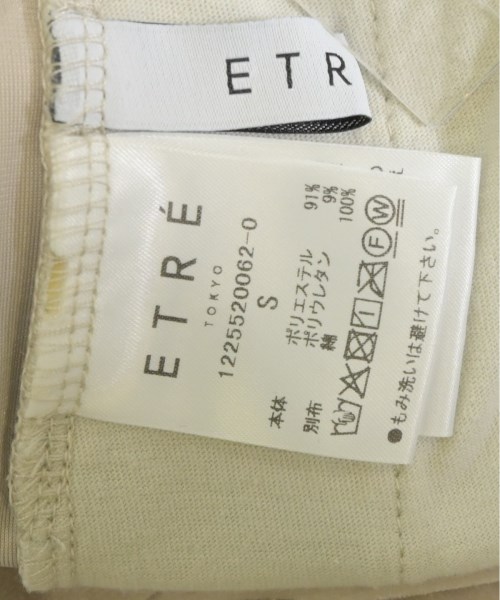 ETR
ETRÉ
TOKYO
1225520062-0
S
本体 ポリエステル 91%
ポリウレタン 9%
別布 綿 100%
F W
●もみ洗いは避けて下さい。